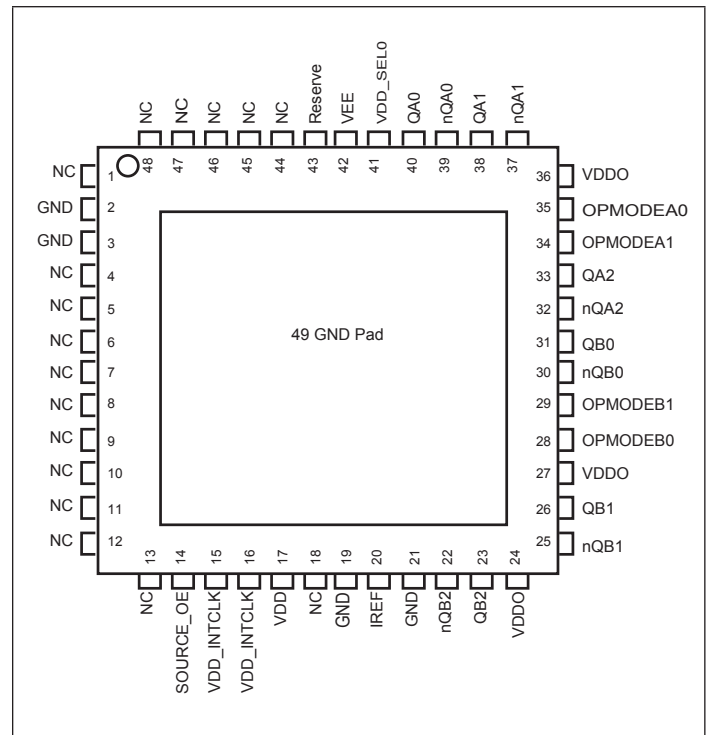 NC
NC
NC
NC
NC
Reserve
VEE
VDD_SEL0
QA0
nQA0
QA1
nQA1
48
47
46
45
44
43
42
41
40
39
38
37
NC 1
GND 2
GND 3
NC 4
NC 5
NC 6
NC 7
NC 8
NC 9
NC 10
NC 11
NC 12
49 GND Pad
36 VDDO
35 OPMODEA0
34 OPMODEA1
33 QA2
32 nQA2
31 QB0
30 nQB0
29 OPMODEB1
28 OPMODEB0
27 VDDO
26 QB1
25 nQB1
13
14
15
16
17
18
19
20
21
22
23
24
NC
SOURCE_OE
VDD_INTCLK
VDD_INTCLK
VDD
NC
GND
IREF
GND
nQB2
QB2
VDDO